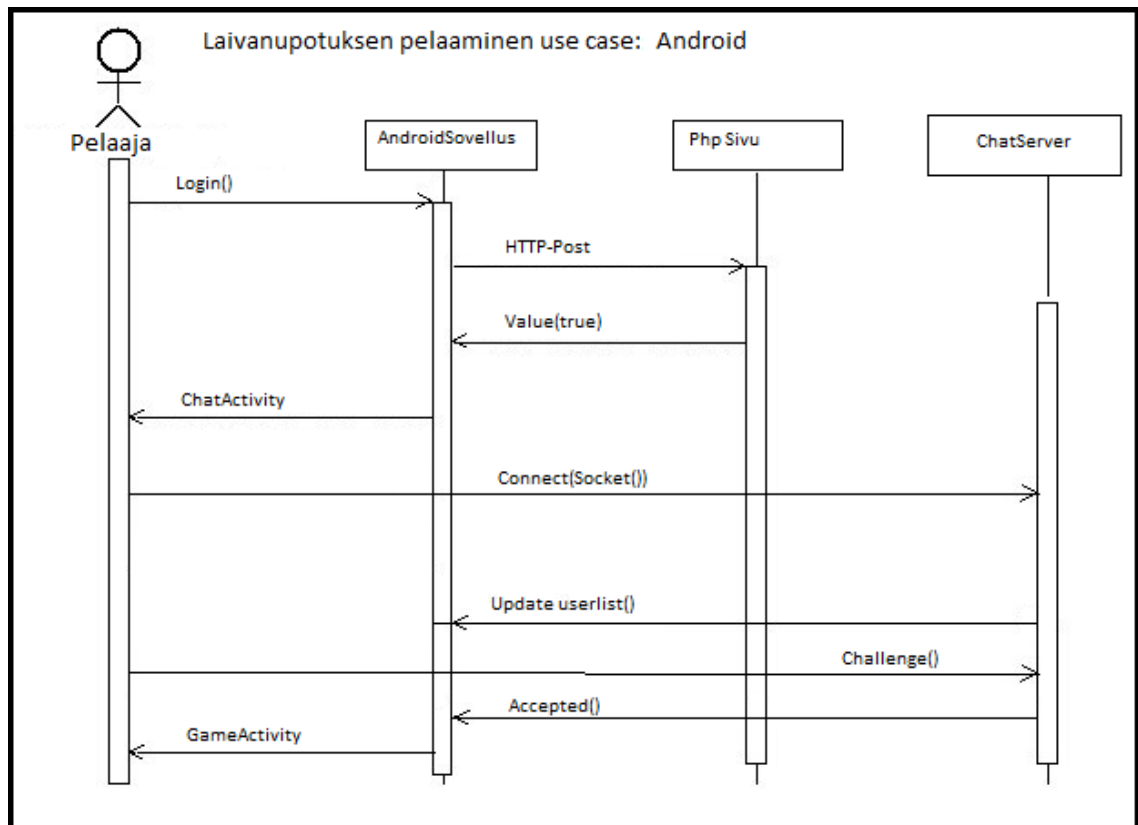 Laivanupotuksen pelaaminen use case: Android
Pelaaja
AndroidSovellus
Php Sivu
ChatServer
Login()
HTTP-Post
Value(true)
ChatActivity
Connect(Socket())
Update userlist()
Challenge()
Accepted()
GameActivity